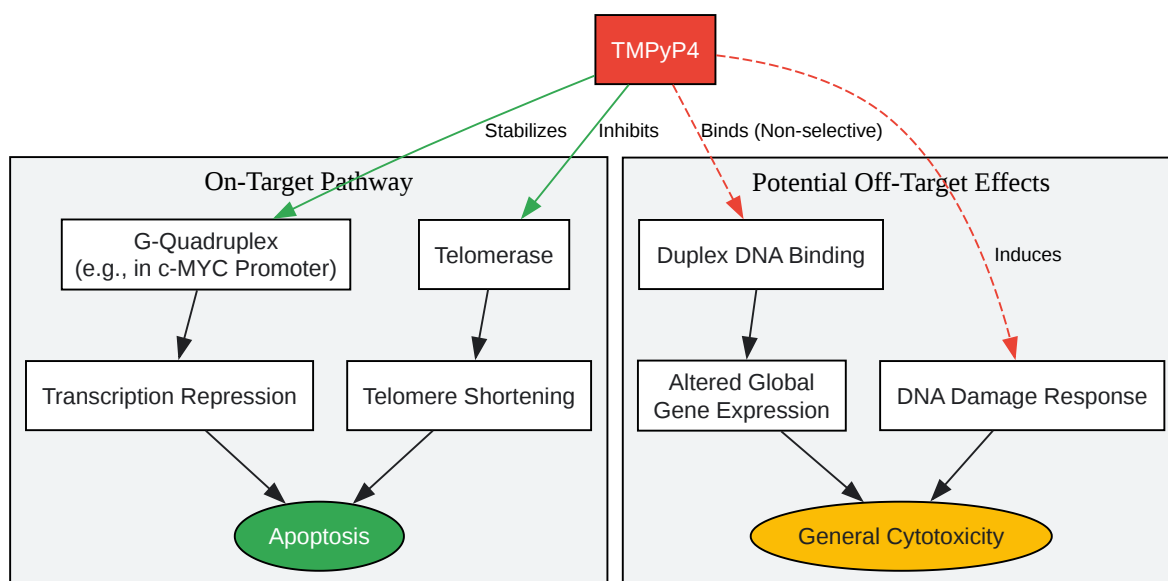 TMPyP4
Stabilizes
Inhibits
Binds (Non-selective)
On-Target Pathway
Potential Off-Target Effects
G-Quadruplex
(e.g., in c-MYC Promoter)
Telomerase
Duplex DNA Binding
Induces
Transcription Repression
Telomere Shortening
Altered Global
Gene Expression
DNA Damage Response
Apoptosis
General Cytotoxicity